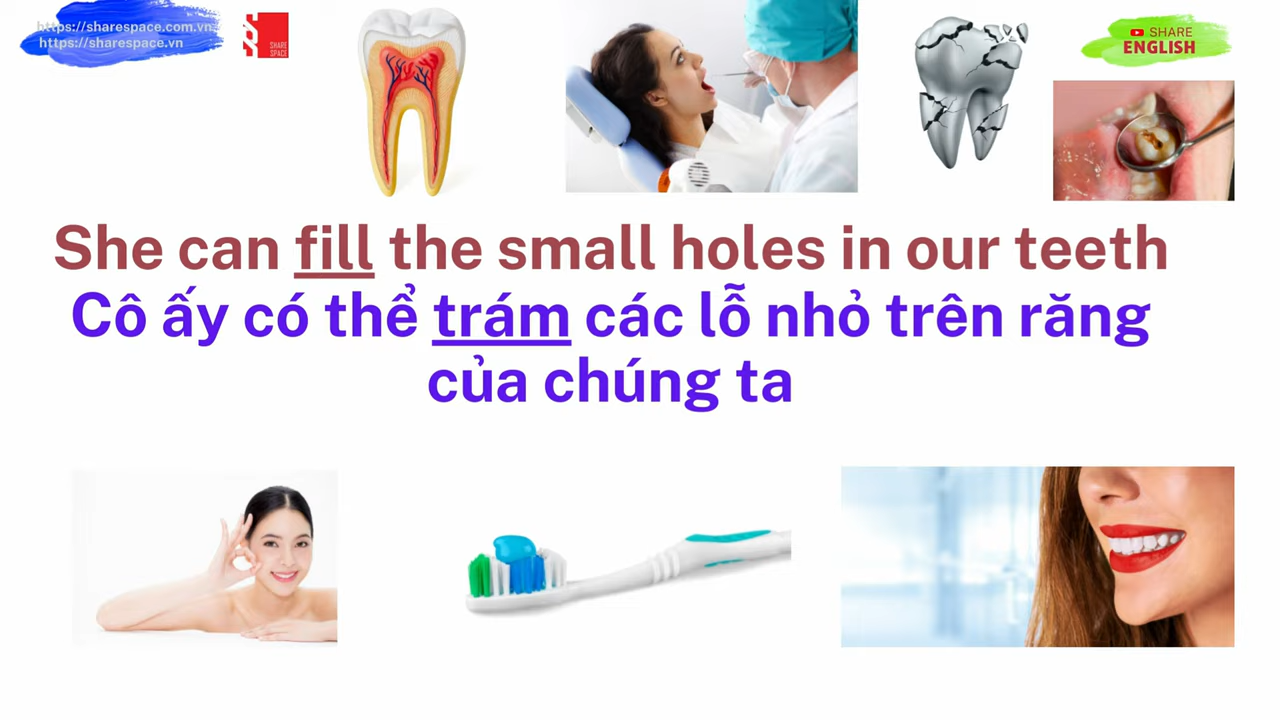 https://sharespace.com.vn
https://sharespace.vn
SHARE
SPACE
SHARE
ENGLISH
She can fill the small holes in our teeth
Cô ấy có thể trám các lỗ nhỏ trên răng
của chúng ta